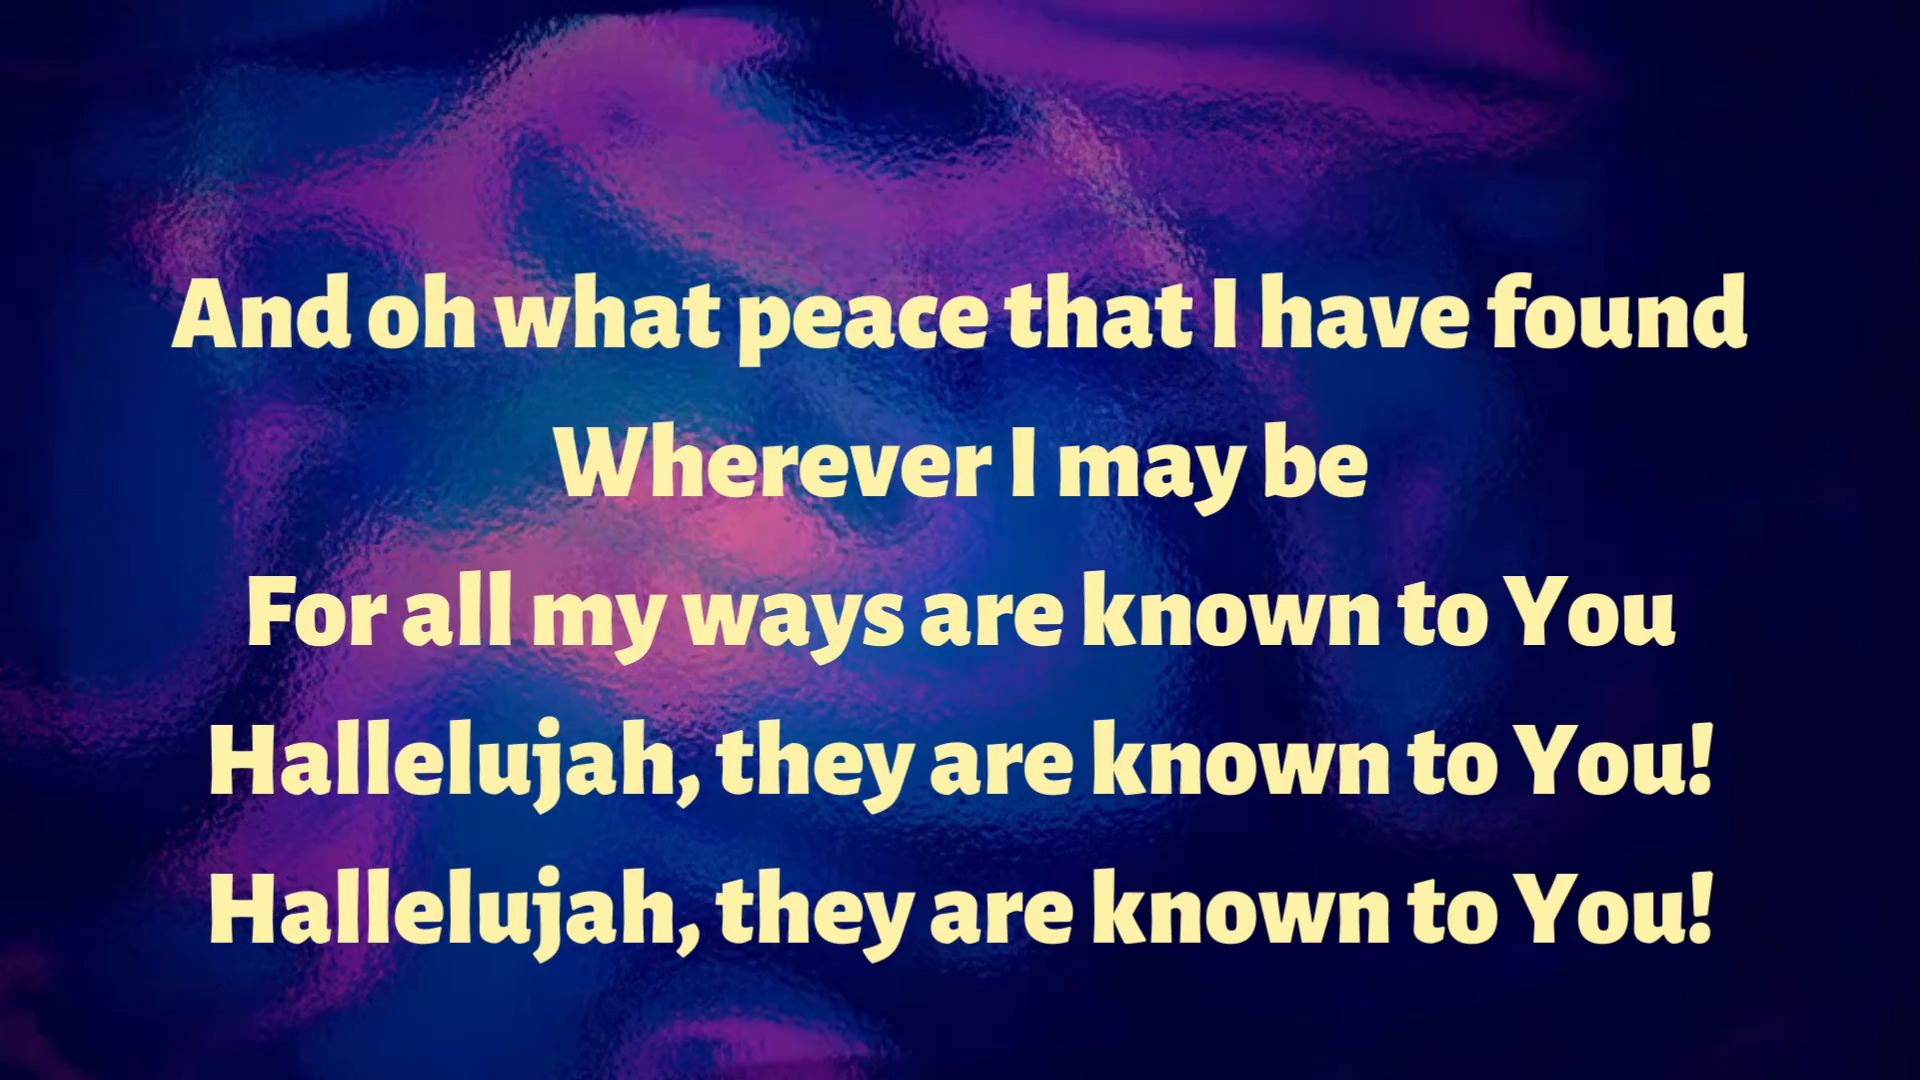 And oh what peace that I have found
Wherever I may be
For all my ways are known to You
Hallelujah, they are known to You!
Hallelujah, they are known to You!